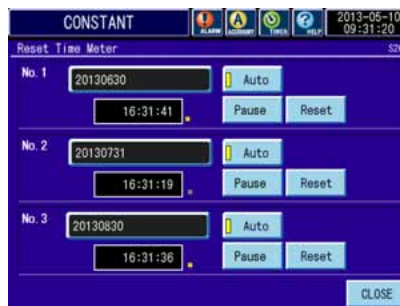 CONSTANT
ALARM
ACCESSORY
TIMER
HELP
2013-05-10
09:31:20
Reset Time Meter
No. 1
20130630
Auto
16:31:41
Pause
Reset
No. 2
20130731
Auto
16:31:19
Pause
Reset
No. 3
20130830
Auto
16:31:36
Pause
Reset
CLOSE